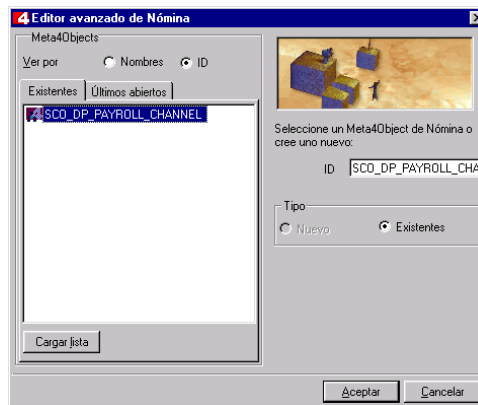 4 Editor avanzado de Nómina
Meta4Objects
Ver por
Nombres
ID
Existentes
Últimos abiertos
SCO_DP_PAYROLL_CHANNEL
Cargar lista
Seleccione un Meta4Object de Nómina o
cree uno nuevo:
ID
SCO_DP_PAYROLL_CHA
Tipo
Nuevo
Existentes
Aceptar
Cancelar